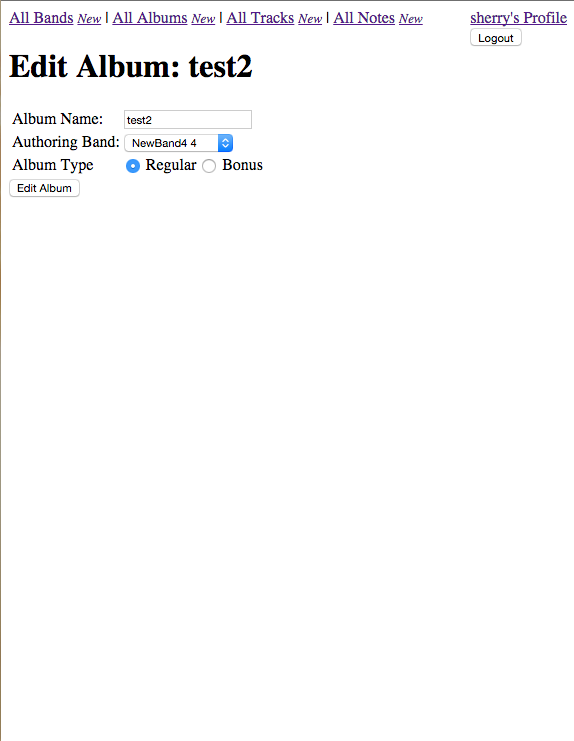 All Bands New | All Albums New | All Tracks New | All Notes New sherry's Profile
Logout
Edit Album: test2
Album Name: test2
Authoring Band: NewBand4 4
Album Type Regular Bonus
Edit Album